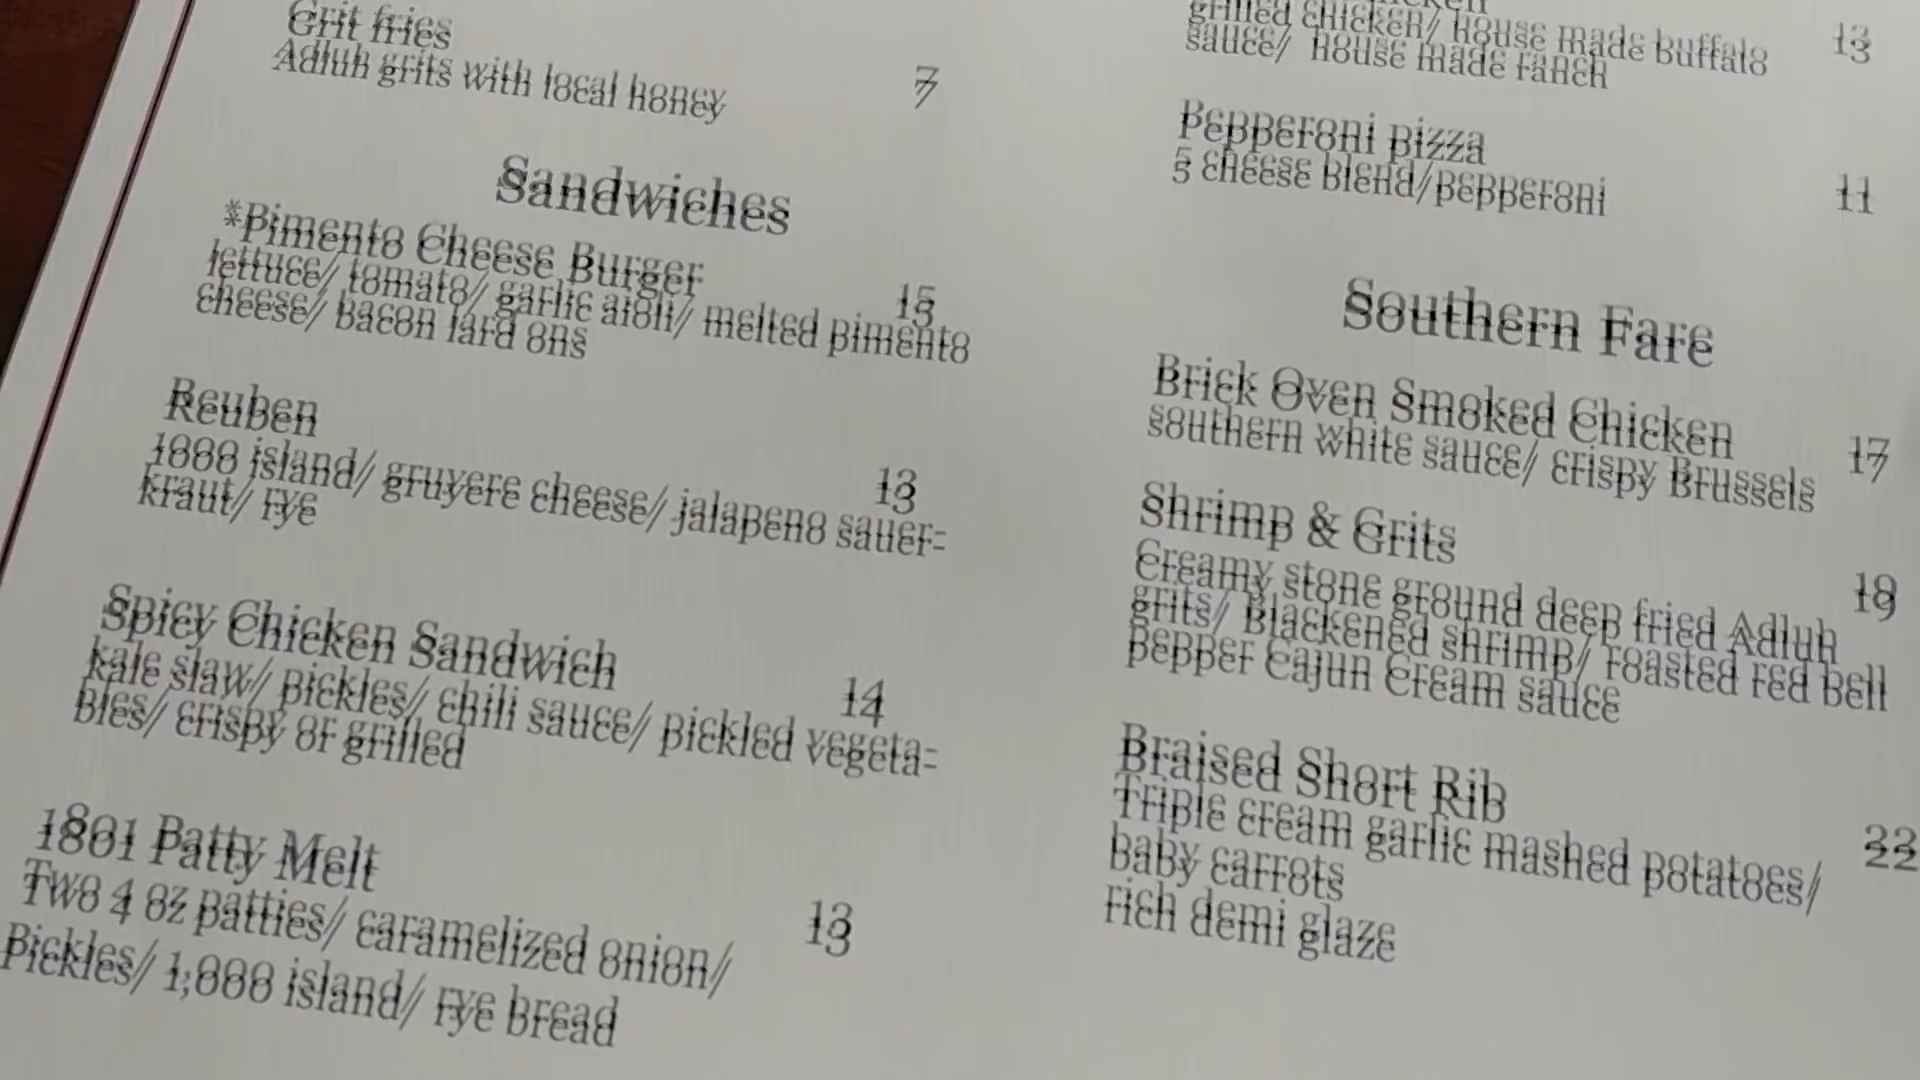 Grit fries
Adluh grits with local honey
7
Sandwiches
*Pimento Cheese Burger
15
lettuce/ tomato/ garlic aioli/ melted pimento
cheese/ bacon lard ons
Reuben
13
1000 island/ gruyere cheese/ jalapeno sauer-
kraut/ rye
Spicy Chicken Sandwich
14
kale slaw/ pickles/ chili sauce/ pickled vegeta-
bles/ crispy or grilled
1801 Patty Melt
13
Two 4 oz patties/ caramelized onion/
Pickles/ 1,000 island/ rye bread
grilled chicken/ house made buffalo
13
sauce/ house made ranch
Pepperoni pizza
5 cheese blend/pepperoni
11
Southern Fare
Brick Oven Smoked Chicken
17
southern white sauce/ crispy Brussels
Shrimp & Grits
19
Creamy stone ground deep fried Adluh
grits/ Blackened shrimp/ roasted red bell
pepper Cajun Cream sauce
Braised Short Rib
22
Triple cream garlic mashed potatoes/
baby carrots
rich demi glaze